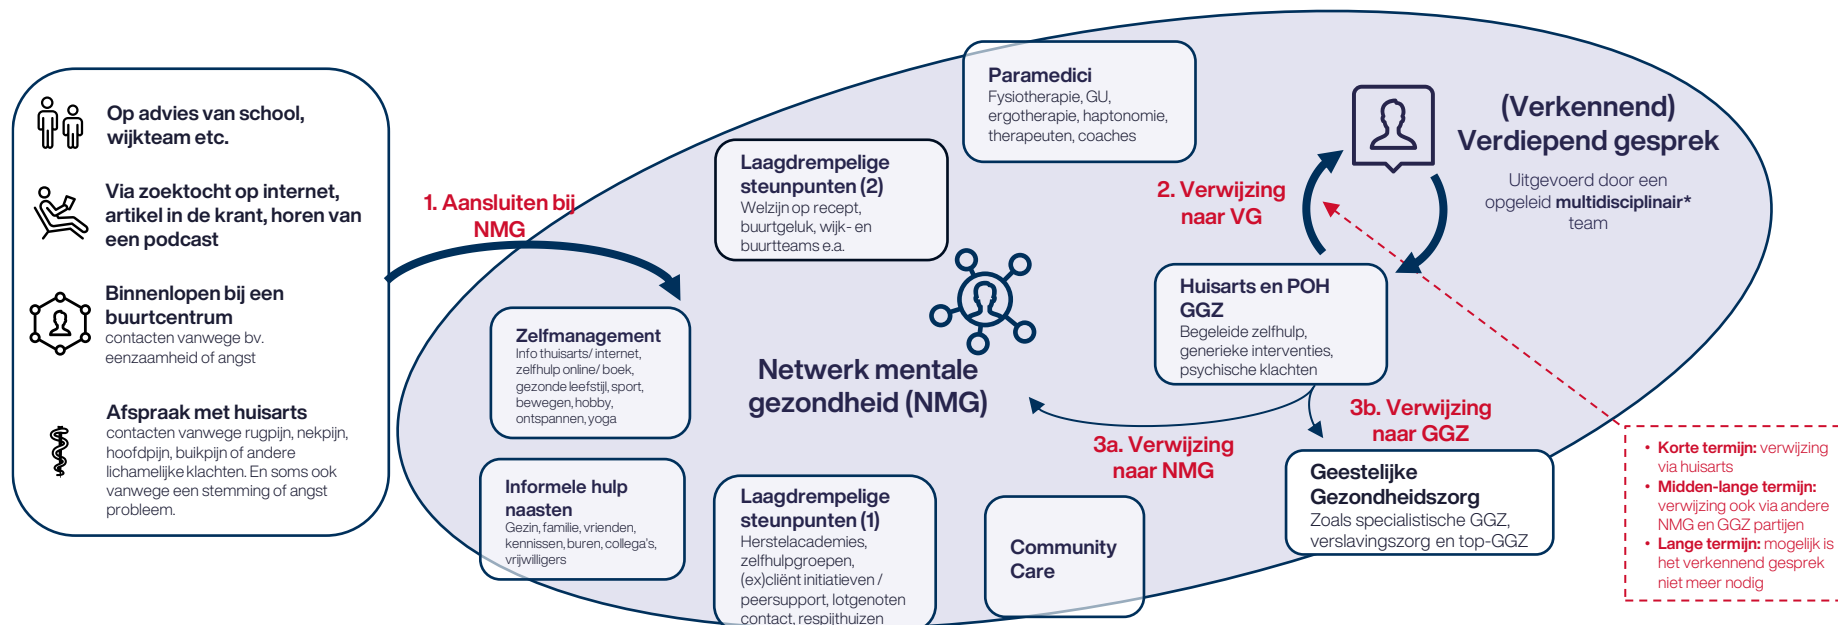 Op advies van school,
wijkteam etc.
Via zoektocht op internet,
artikel in de krant, horen van
een podcast
Binnenlopen bij een
buurtcentrum
contacten vanwege bv.
eenzaamheid of angst
Afspraak met huisarts
contacten vanwege rugpijn, nekpijn,
hoofdpijn, buikpijn of andere
lichamelijke klachten. En soms ook
vanwege een stemming of angst
probleem.
1. Aansluiten bij
NMG
Zelfmanagement
Info thuisarts/ internet,
zelfhulp online/ boek,
gezonde leefstijl, sport,
bewegen, hobby,
ontspannen, yoga
Informele hulp
naasten
Gezin, familie, vrienden,
kennissen, buren, collega's,
vrijwilligers
Laagdrempelige
steunpunten (2)
Welzijn op recept,
buurtgeluk, wijk- en
buurtteams e.a.
Netwerk mentale
gezondheid (NMG)
Laagdrempelige
steunpunten (1)
Herstelacademies,
zelfhulpgroepen,
(ex)cliënt initiatieven /
peersupport, lotgenoten
contact, respijthuizen
Paramedici
Fysiotherapie, GU,
ergotherapie, haptonomie,
therapeuten, coaches
Community
Care
2. Verwijzing
naar VG
(Verkennend)
Verdiepend gesprek
Uitgevoerd door een
opgeleid multidisciplinair*
team
Huisarts en POH
GGZ
Begeleide zelfhulp,
generieke interventies,
psychische klachten
3a. Verwijzing
naar NMG
3b. Verwijzing
naar GGZ
Geestelijke
Gezondheidszorg
Zoals specialistische GGZ,
verslavingszorg en top-GGZ
• Korte termijn: verwijzing
via huisarts
• Midden-lange termijn:
verwijzing ook via andere
NMG en GGZ partijen
• Lange termijn: mogelijk is
het verkennend gesprek
niet meer nodig